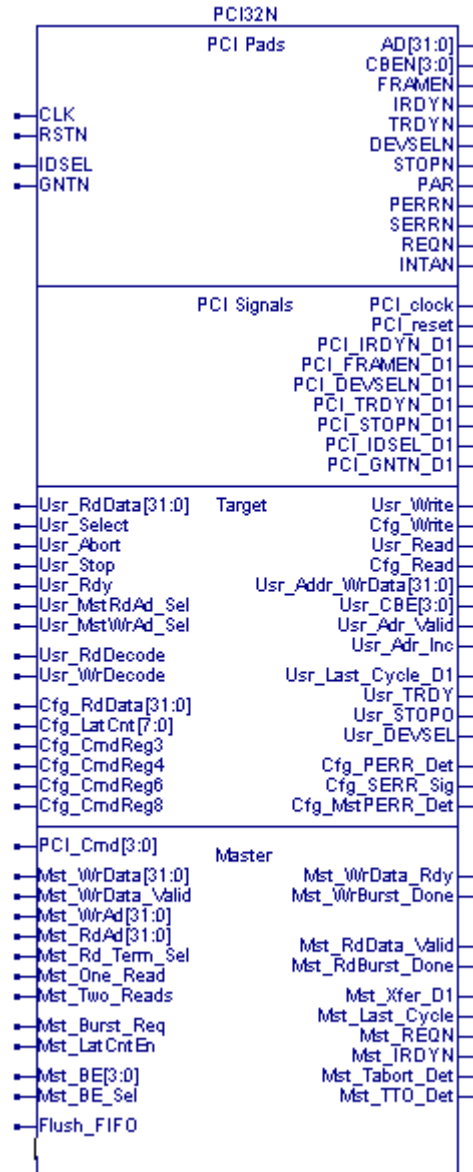 PCI32N
PCI Pads AD[31:0]
CBEN[3:0]
FRAMEN
IRDYN
CLK TRDYN
RSTN DEVSELN
IDSEL STOPN
GNTN PAR
PERRN
SERRN
REQN
INTAN
PCI Signals PCI_clock
PCI_reset
PCI_IRDYN_D1
PCI_FRAMEN_D1
PCI_DEVSELN_D1
PCI_TRDYN_D1
PCI_STOPN_D1
PCI_IDSEL_D1
PCI_GNTN_D1
Usr_RdData[31:0] Target Usr_Write
Usr_Select Cfg_Write
Usr_Abort Usr_Read
Usr_Stop Cfg_Read
Usr_Rdy Usr_Addr_WrData[31:0]
Usr_MstRdAd_Sel Usr_CBE[3:0]
Usr_MstWrAd_Sel Usr_Adr_Valid
Usr_Adr_Inc
Usr_RdDecode
Usr_WrDecode Usr_Last_Cycle_D1
Usr_TRDY
Cfg_RdData[31:0] Usr_STOPO
Cfg_LatCnt[7:0] Usr_DEVSEL
Cfg_CmdReg3
Cfg_CmdReg4 Cfg_PERR_Det
Cfg_CmdReg6 Cfg_SERR_Sig
Cfg_CmdReg8 Cfg_MstPERR_Det
PCI_Cmd[3:0] Master
Mst_WrData[31:0] Mst_WrData_Rdy
Mst_WrData_Valid Mst_WrBurst_Done
Mst_WrAd[31:0]
Mst_RdAd[31:0]
Mst_Rd_Term_Sel Mst_RdData_Valid
Mst_One_Read Mst_RdBurst_Done
Mst_Two_Reads Mst_Xfer_D1
Mst_Last_Cycle
Mst_Burst_Req Mst_REQN
Mst_LatCntEn Mst_IRDYN
Mst_BE[3:0] Mst_Tabort_Det
Mst_BE_Sel Mst_TTO_Det
Flush_FIFO